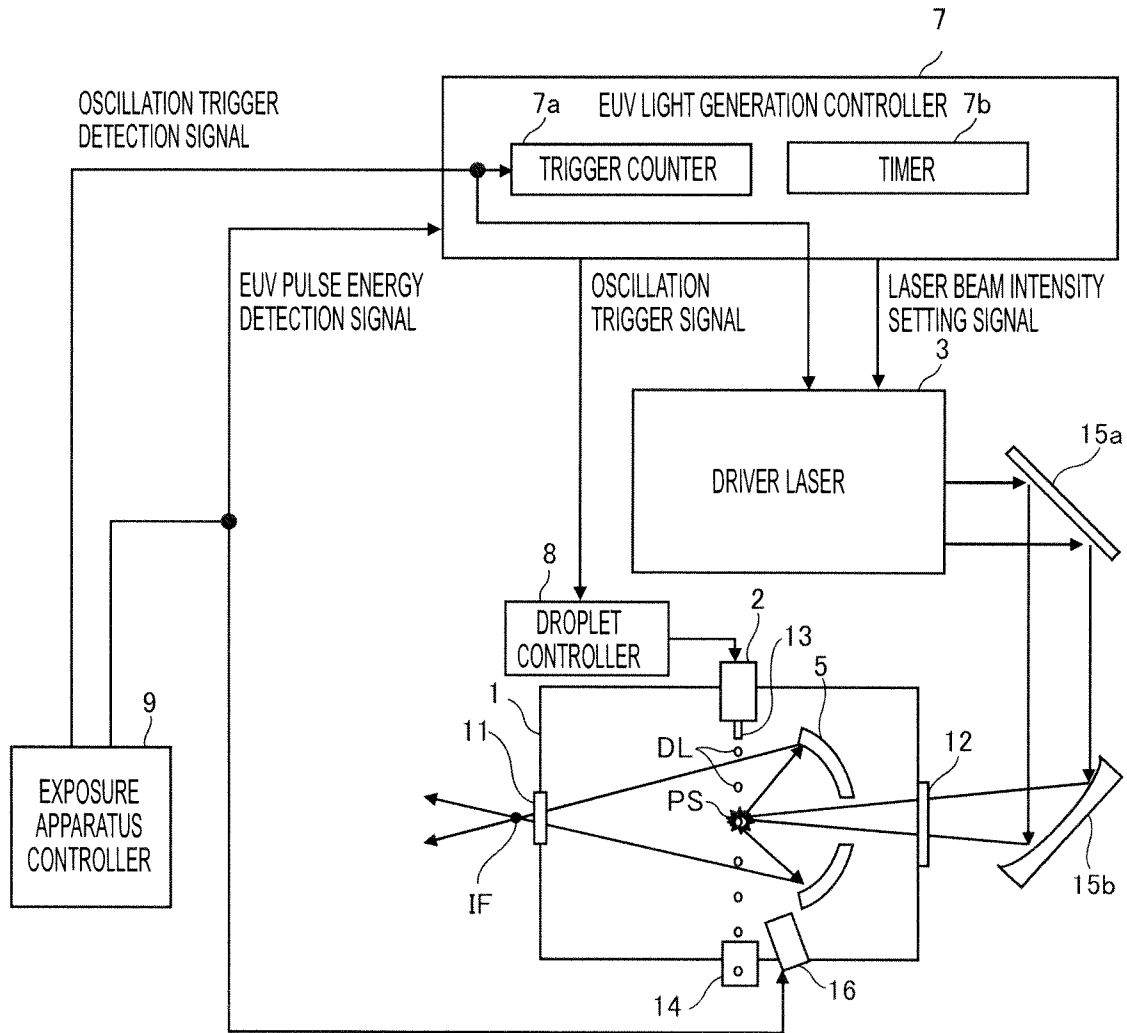 7
OSCILLATION TRIGGER
DETECTION SIGNAL
7a
EUV LIGHT GENERATION CONTROLLER
7b
TRIGGER COUNTER
TIMER
EUV PULSE ENERGY
DETECTION SIGNAL
OSCILLATION
TRIGGER SIGNAL
LASER BEAM INTENSITY
SETTING SIGNAL
3
15a
DRIVER LASER
8
DROPLET
CONTROLLER
2
13
5
1
11
DL
12
PS
9
EXPOSURE
APPARATUS
CONTROLLER
IF
15b
14
16